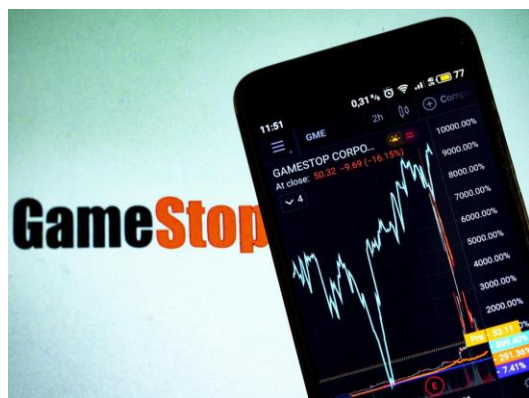 GameStop
11:51
0,31% 77
GME 2h Comp
GAMESTOP CORPO...
At close: 50.32 −9.69 (−16.15%)
4
10000.00%
9000.00%
8000.00%
7000.00%
6000.00%
5000.00%
4000.00%
3000.00%
2000.00%
Pre 53.11
291.36%
7.41%
E